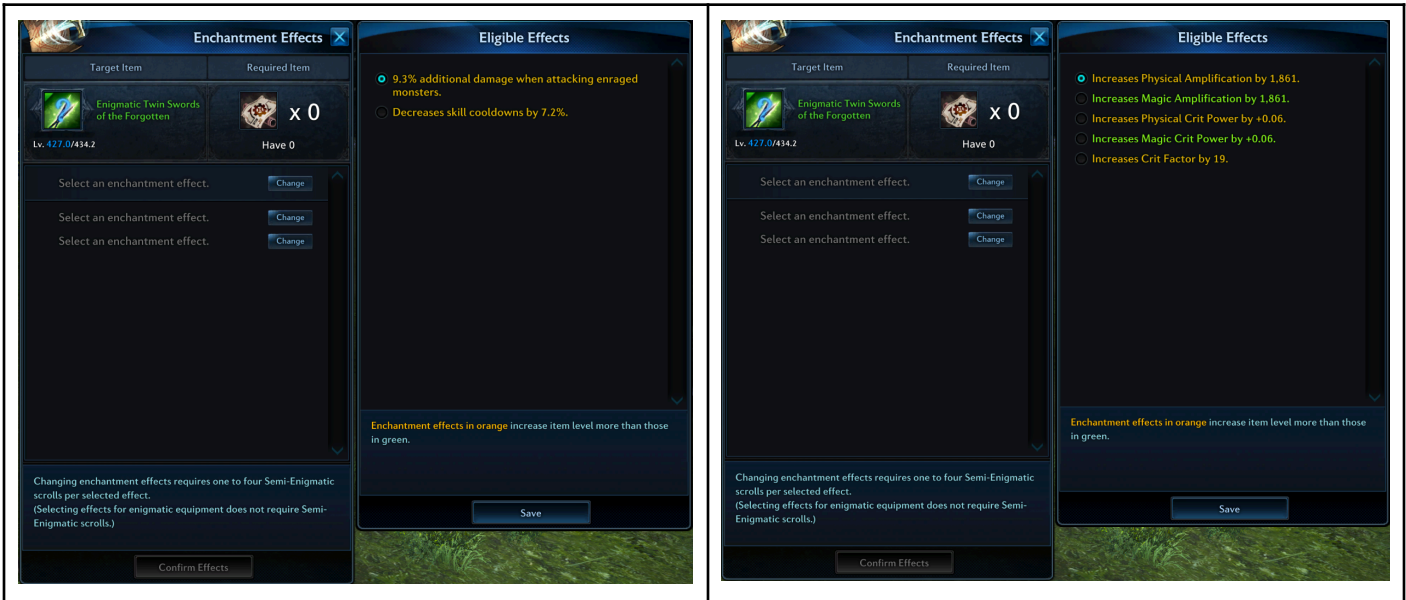 Enchantment Effects
Target Item
Required Item
Enigmatic Twin Swords
of the Forgotten
x 0
Lv. 427.0/434.2
Have 0
Select an enchantment effect.
Change
Select an enchantment effect.
Change
Select an enchantment effect.
Change
Changing enchantment effects requires one to four Semi-Enigmatic
scrolls per selected effect.
(Selecting effects for enigmatic equipment does not require Semi-
Enigmatic scrolls.)
Confirm Effects
Eligible Effects
9.3% additional damage when attacking enraged
monsters.
Decreases skill cooldowns by 7.2%.
Enchantment effects in orange increase item level more than those
in green.
Save
Enchantment Effects
Target Item
Required Item
Enigmatic Twin Swords
of the Forgotten
x 0
Lv. 427.0/434.2
Have 0
Select an enchantment effect.
Change
Select an enchantment effect.
Change
Select an enchantment effect.
Change
Changing enchantment effects requires one to four Semi-Enigmatic
scrolls per selected effect.
(Selecting effects for enigmatic equipment does not require Semi-
Enigmatic scrolls.)
Confirm Effects
Eligible Effects
Increases Physical Amplification by 1,861.
Increases Magic Amplification by 1,861.
Increases Physical Crit Power by +0.06.
Increases Magic Crit Power by +0.06.
Increases Crit Factor by 19.
Enchantment effects in orange increase item level more than those
in green.
Save